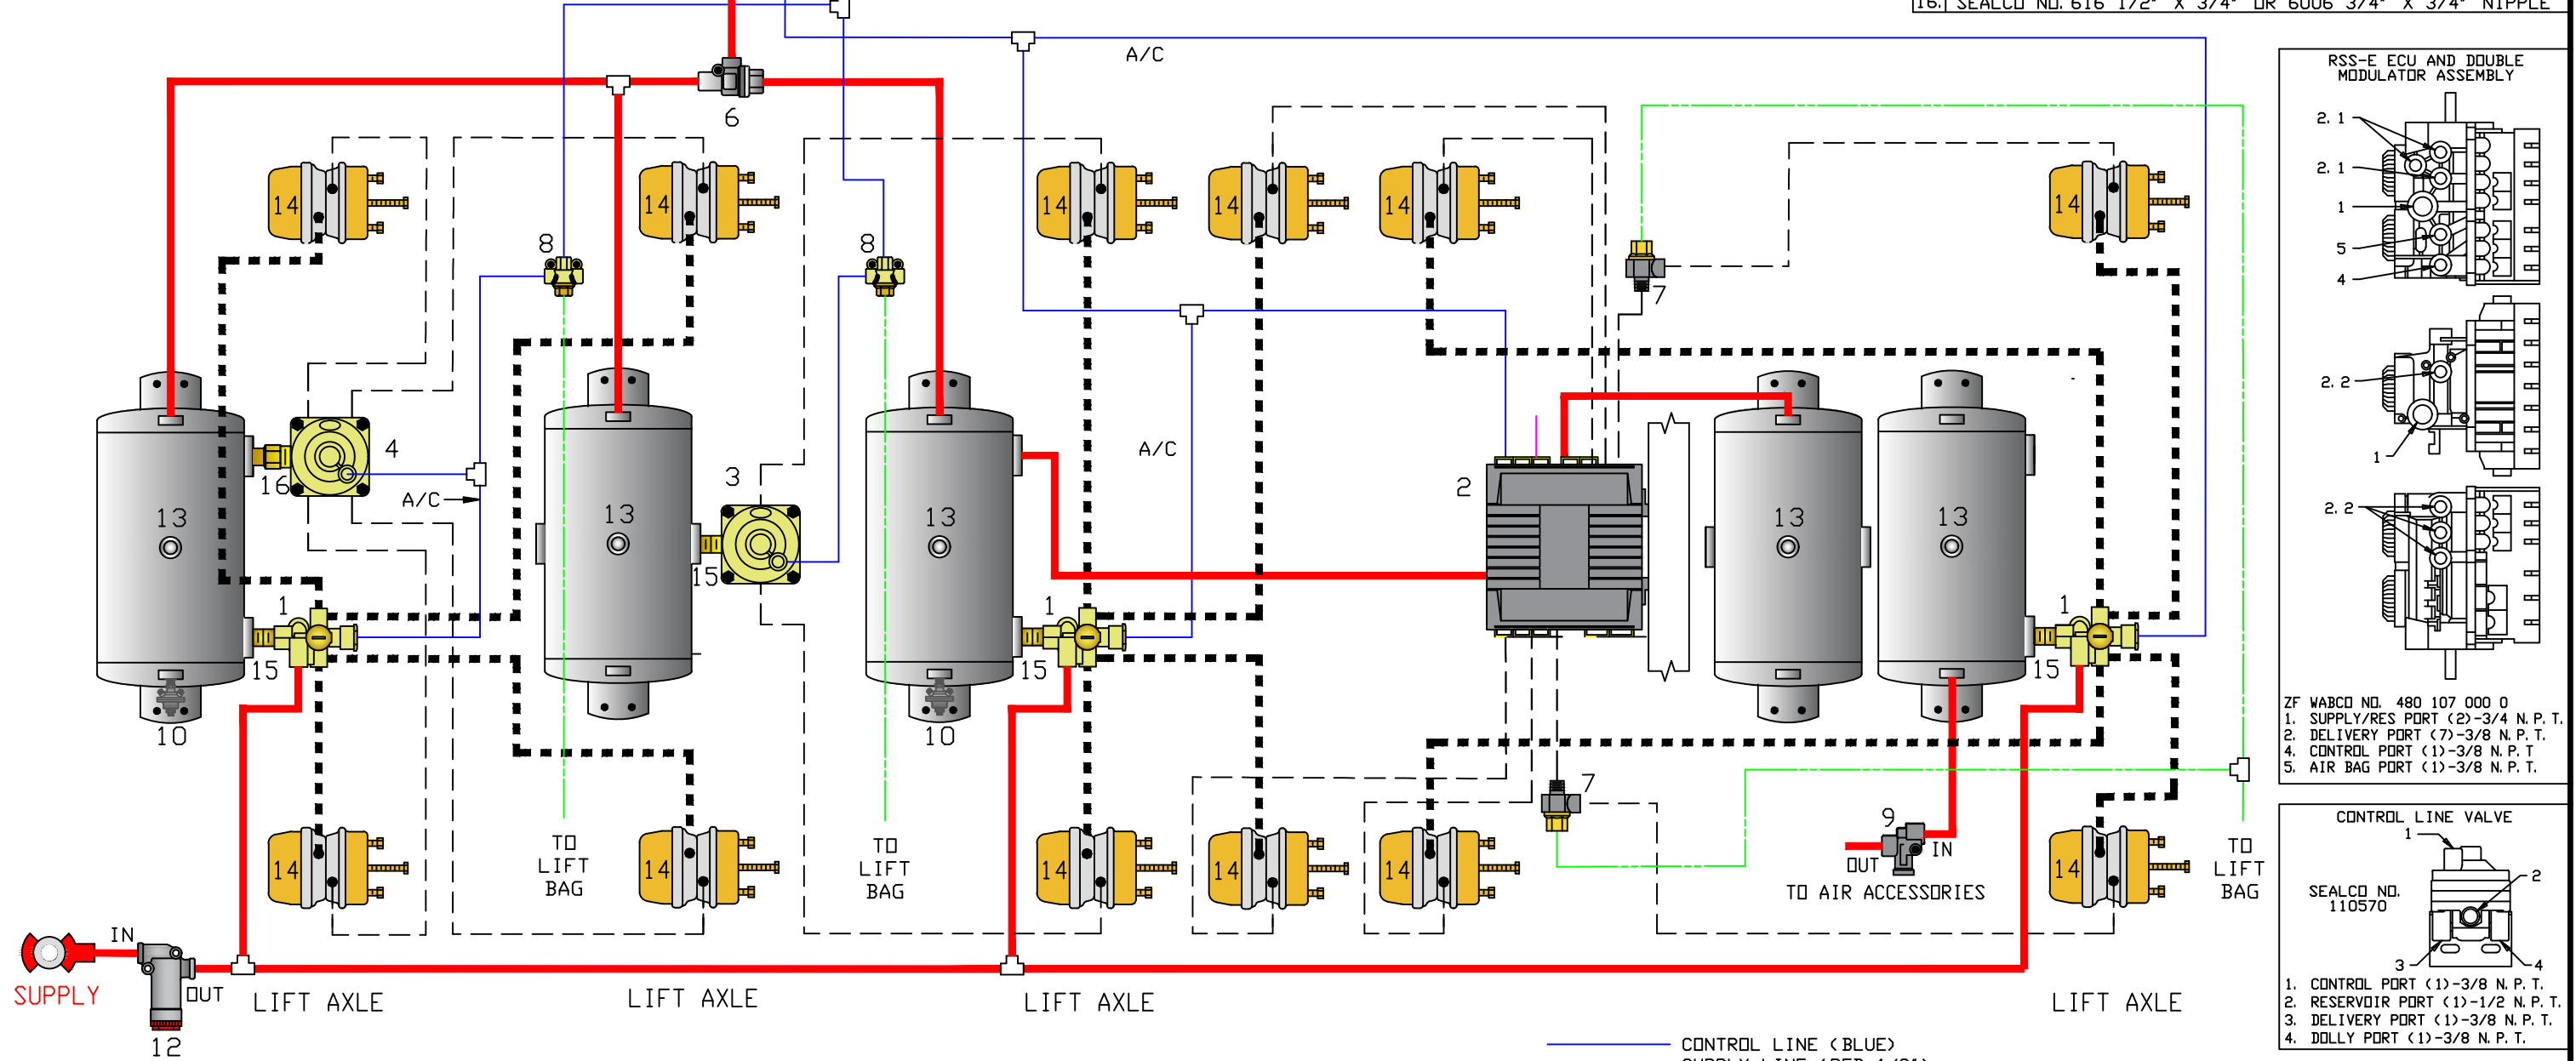 16. SEALCO NO. 616 1/2" X 3/4" OR 6006 3/4" X 3/4" NIPPLE
A/C
6
RSS-E ECU AND DOUBLE
MODULATOR ASSEMBLY
2. 1
2. 1
1
5
4
2. 2
1
2. 2
ZF WABCO NO. 480 107 000 0
1. SUPPLY/RES PORT (2)-3/4 N. P. T.
2. DELIVERY PORT (7)-3/8 N. P. T.
4. CONTROL PORT (1)-3/8 N. P. T
5. AIR BAG PORT (1)-3/8 N. P. T.
14
14
14
14
14
14
8
8
7
4
16
A/C
3
A/C
2
13
13
13
13
13
15
1
15
1
15
1
15
10
10
TO
LIFT
BAG
TO
LIFT
BAG
7
9
OUT
IN
TO AIR ACCESSORIES
TO
LIFT
BAG
14
14
14
14
14
14
CONTROL LINE VALVE
1
2
SEALCO NO.
110570
3
4
1. CONTROL PORT (1)-3/8 N. P. T.
2. RESERVOIR PORT (1)-1/2 N. P. T.
3. DELIVERY PORT (1)-3/8 N. P. T.
4. DOLLY PORT (1)-3/8 N. P. T.
IN
SUPPLY
OUT
12
LIFT AXLE
LIFT AXLE
LIFT AXLE
LIFT AXLE
CONTROL LINE (BLUE)